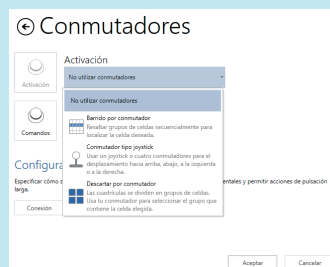 Conmutadores
Activación
Activación
No utilizar conmutadores
No utilizar conmutadores
Barrido por conmutador
Resaltar grupos de celdas secuencialmente para
localizar la celda deseada.
Comandos
Conmutador tipo joystick
Usar un joystick o cuatro conmutadores para el
desplazamiento hacia arriba, abajo, a la izquierda
o a la derecha.
Configura
Descartar por conmutador
Las cuadrículas se dividen en grupos de celdas.
Usa tu conmutador para seleccionar el grupo que
contiene la celda elegida.
Especificar cómo s
entales y permitir acciones de pulsación
larga.
Conexión
Aceptar
Cancelar